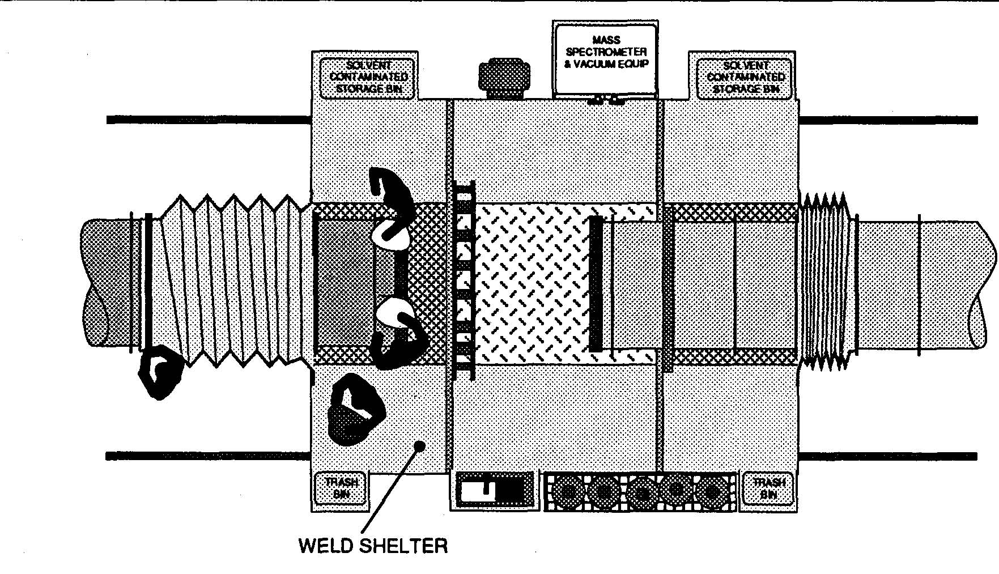 MASS
SPECTROMETER
& VACUUM EQUIP
SOLVENT
CONTAMINATED
STORAGE BIN
SOLVENT
CONTAMINATED
STORAGE BIN
TRASH
BIN
TRASH
BIN
WELD SHELTER